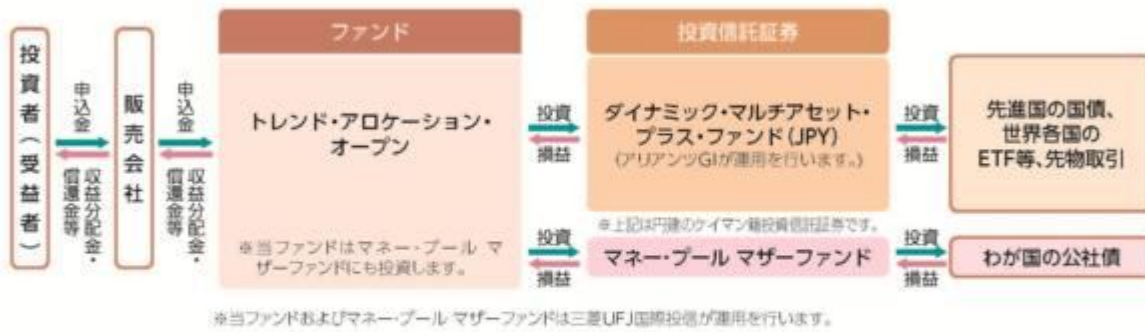 投資者（受益者）
申込金
収益分配金・
償還金等
販売会社
申込金
収益分配金・
償還金等
ファンド
トレンド・アロケーション・
オープン
※当ファンドはマネー・プール マ
ザーファンドにも投資します。
投資
損益
投資
損益
投資信託証券
ダイナミック・マルチアセット・
プラス・ファンド（JPY）
(アリアンツGIが運用を行います。)
※上記は円建のケイマン籍投資信託証券です。
マネー・プール マザーファンド
投資
損益
投資
損益
先進国の国債、
世界各国の
ETF等、先物取引
わが国の公社債
※当ファンドおよびマネー・プール マザーファンドは三菱UFJ国際投信が運用を行います。